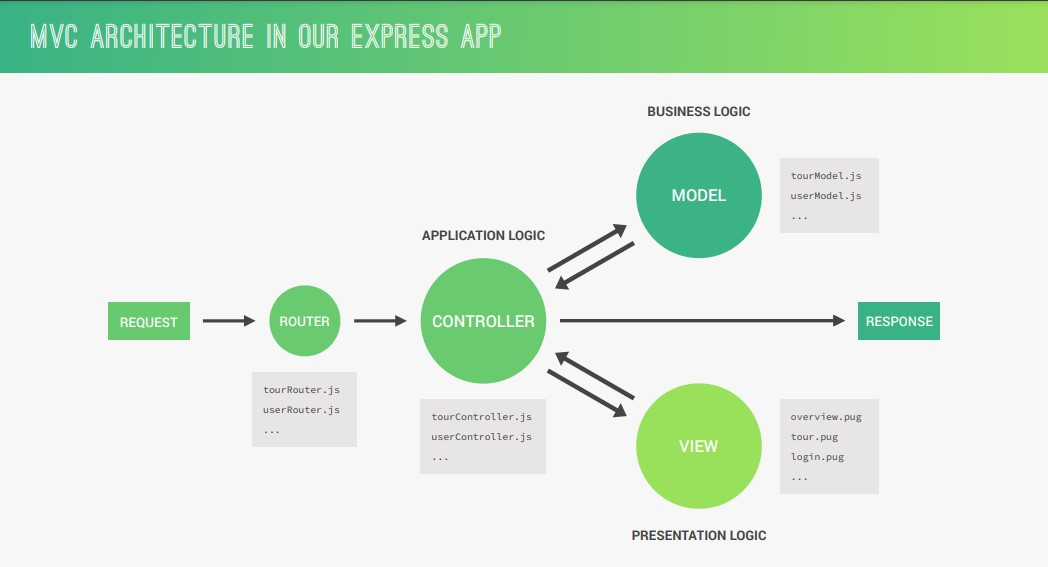 MVC ARCHITECTURE IN OUR EXPRESS APP
BUSINESS LOGIC
MODEL
tourModel.js
userModel.js
...
APPLICATION LOGIC
REQUEST
ROUTER
CONTROLLER
RESPONSE
tourRouter.js
userRouter.js
...
tourController.js
userController.js
...
VIEW
overview.pug
tour.pug
login.pug
...
PRESENTATION LOGIC